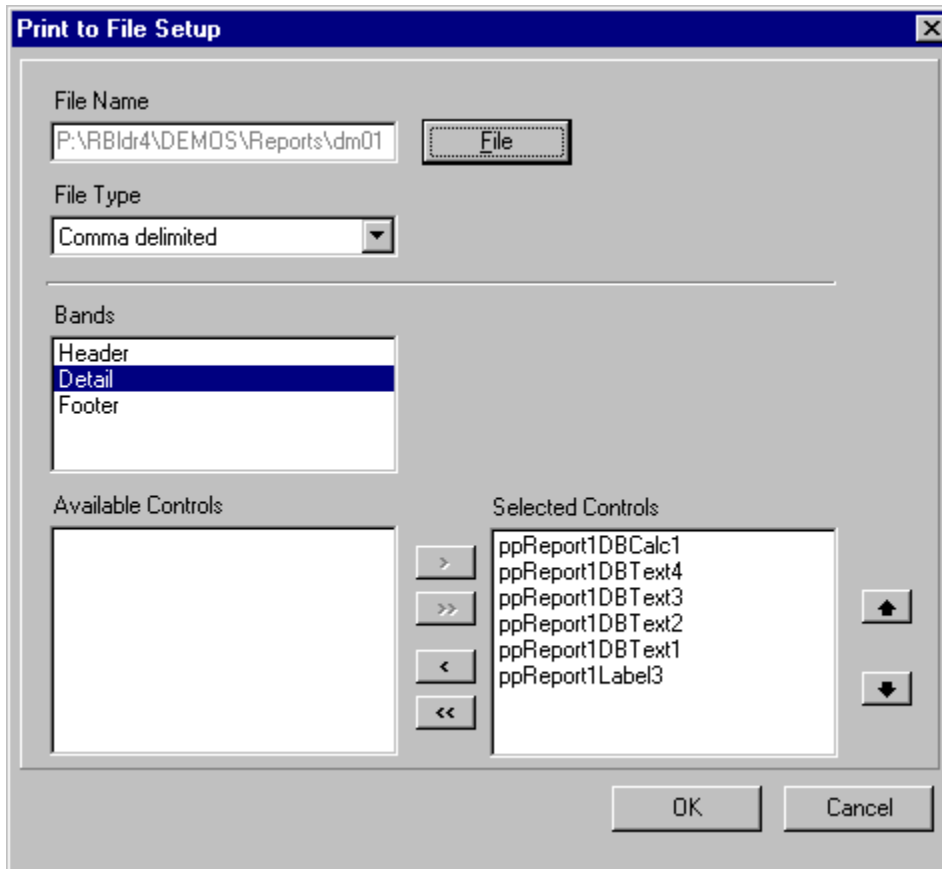 Print to File Setup
File Name
P:\RBldr4\DEMOS\Reports\dm01
File
File Type
Comma delimited
Bands
Header
Detail
Footer
Available Controls
Selected Controls
ppReport1DBCalc1
ppReport1DBText4
ppReport1DBText3
ppReport1DBText2
ppReport1DBText1
ppReport1Label3
>
>>
<
<<
OK
Cancel